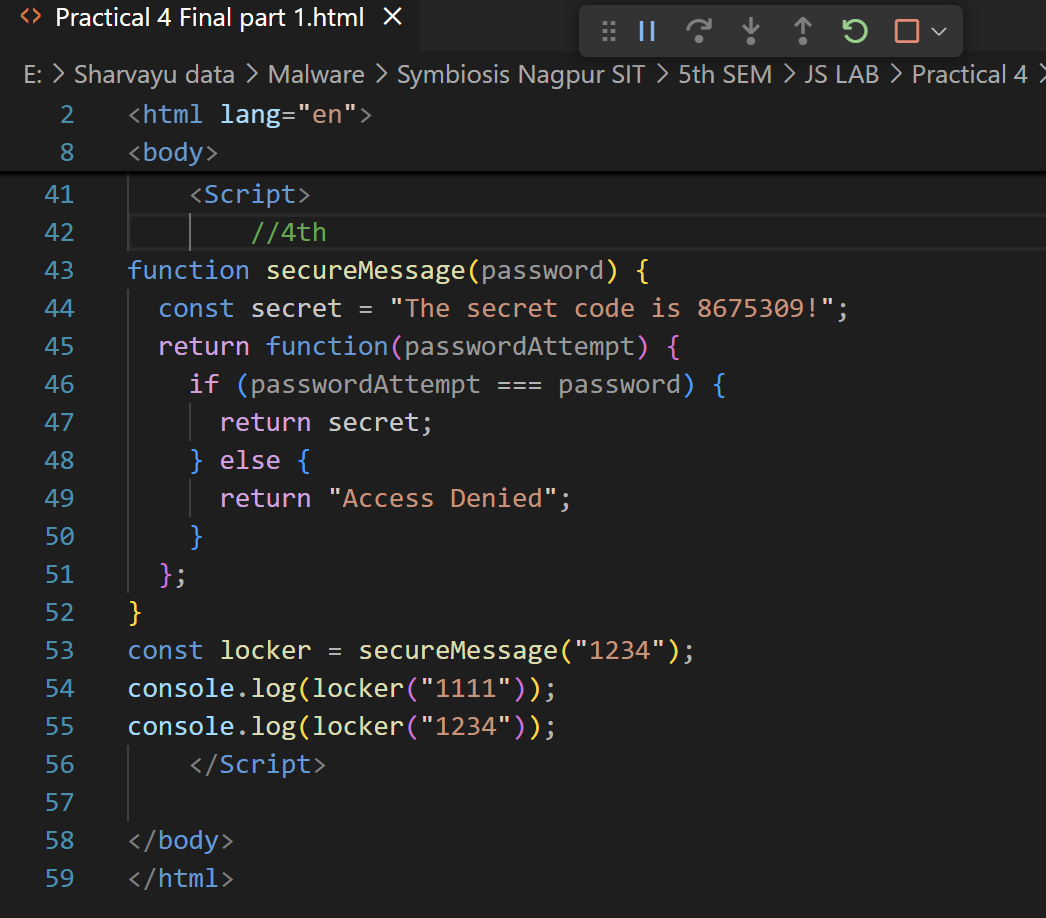 Practical 4 Final part 1.html
E: > Sharvayu data > Malware > Symbiosis Nagpur SIT > 5th SEM > JS LAB > Practical 4 >
2 <html lang="en">
8 <body>
41 <Script>
42 //4th
43 function secureMessage(password) {
44 const secret = "The secret code is 8675309!";
45 return function(passwordAttempt) {
46 if (passwordAttempt === password) {
47 return secret;
48 } else {
49 return "Access Denied";
50 }
51 };
52 }
53 const locker = secureMessage("1234");
54 console.log(locker("1111"));
55 console.log(locker("1234"));
56 </Script>
57
58 </body>
59 </html>